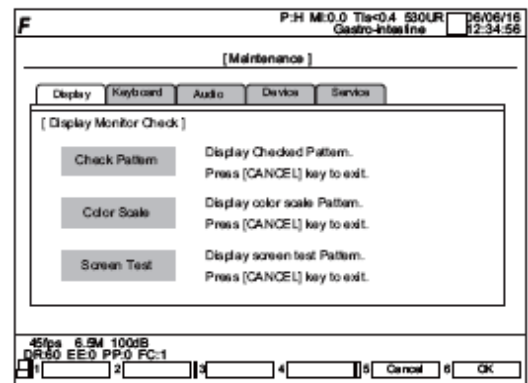 F
P:H MI:0.0 TIs<0.4 530UR 06/06/16
Gastro-intestine 12:34:56
[ Maintenance ]
Display Keyboard Audio Device Service
[ Display Monitor Check ]
Check Pattern
Display Checked Pattern.
Press [CANCEL] key to exit.
Color Scale
Display color scale Pattern.
Press [CANCEL] key to exit.
Screen Test
Display screen test Pattern.
Press [CANCEL] key to exit.
45fps 6.5M 100dB
DR:60 EE:0 PP:0 FC:1
1 2 3 4 5 Cancel 6 OK